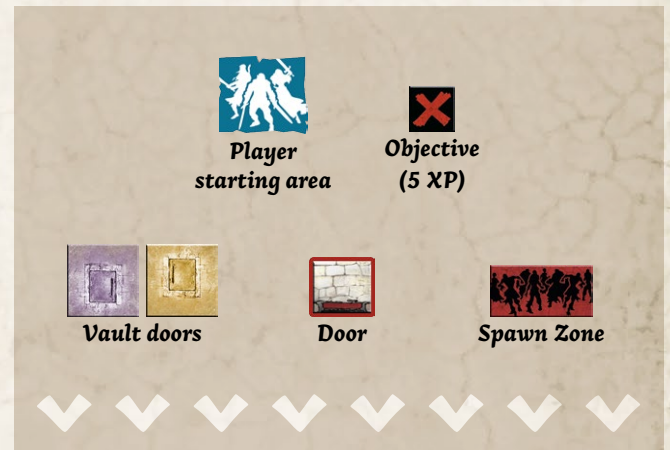 Player
starting area
Objective
(5 XP)
Vault doors
Door
Spawn Zone